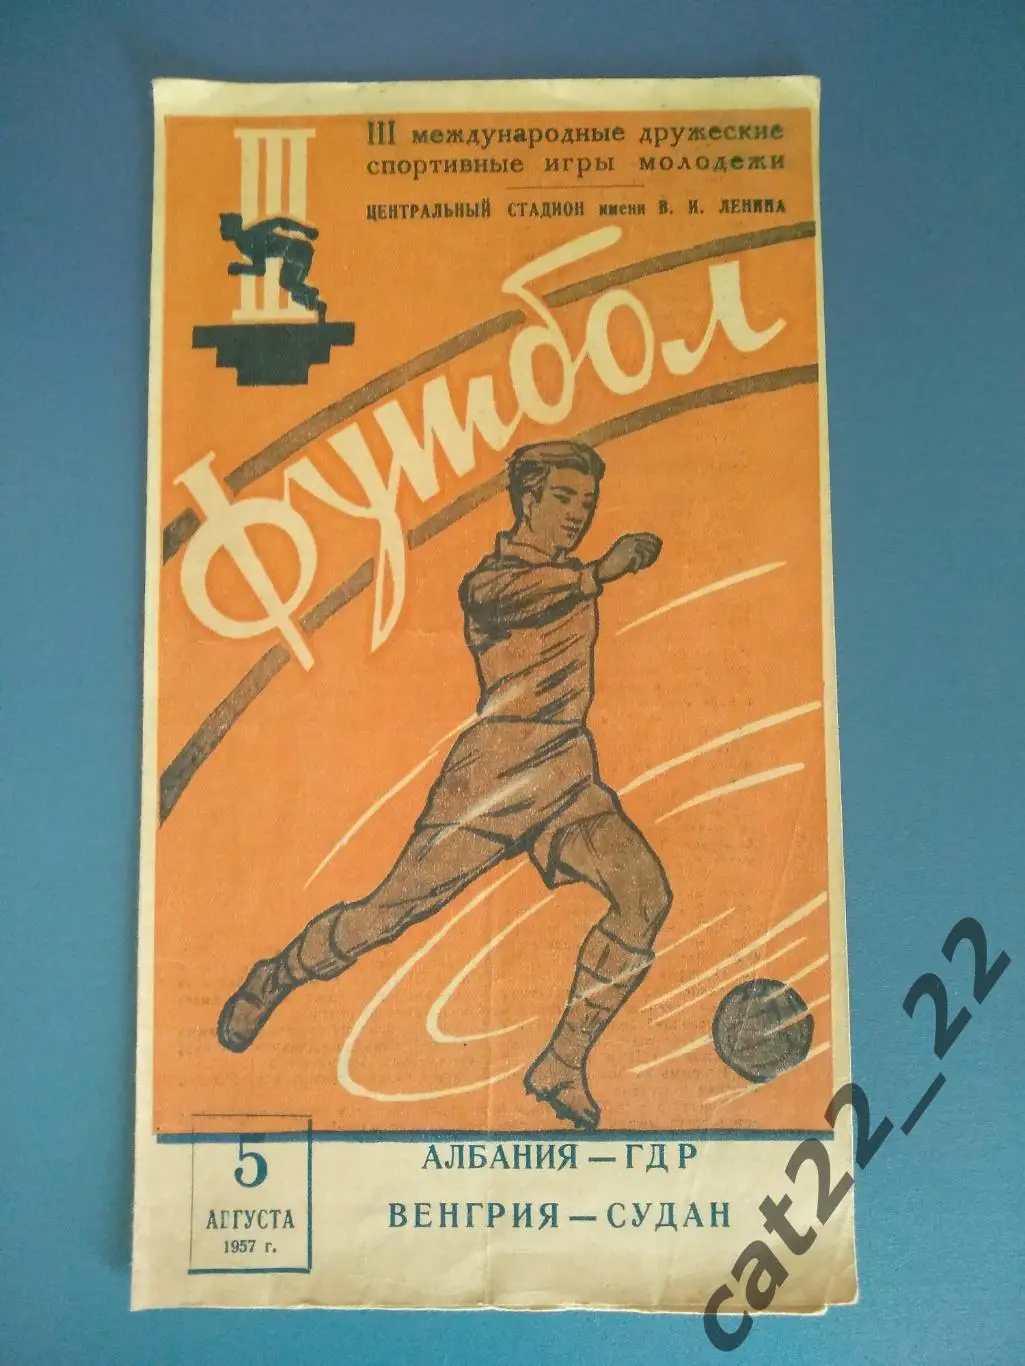 III международные дружеские
спортивные игры молодежи
ЦЕНТРАЛЬНЫЙ СТАДИОН имени В. И. ЛЕНИНА
III
Футбол
5
АВГУСТА
1957 г.
АЛБАНИЯ — ГДР
ВЕНГРИЯ — СУДАН
cat22_22